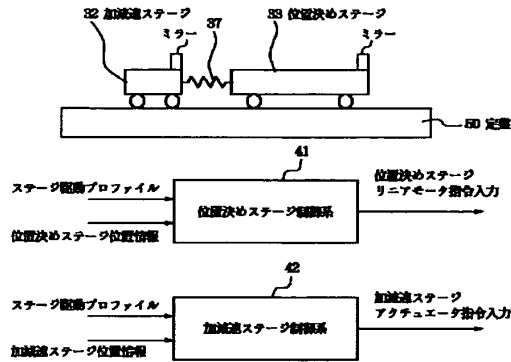 32 加減速ステージ
33 位置決めステージ
ミラー
37
ミラー
50 定盤
41
ステージ駆動プロファイル
位置決めステージ制御系
位置決めステージ
リニアモータ指令入力
位置決めステージ位置情報
42
ステージ駆動プロファイル
加減速ステージ制御系
加減速ステージ
アクチュエータ指令入力
加減速ステージ位置情報